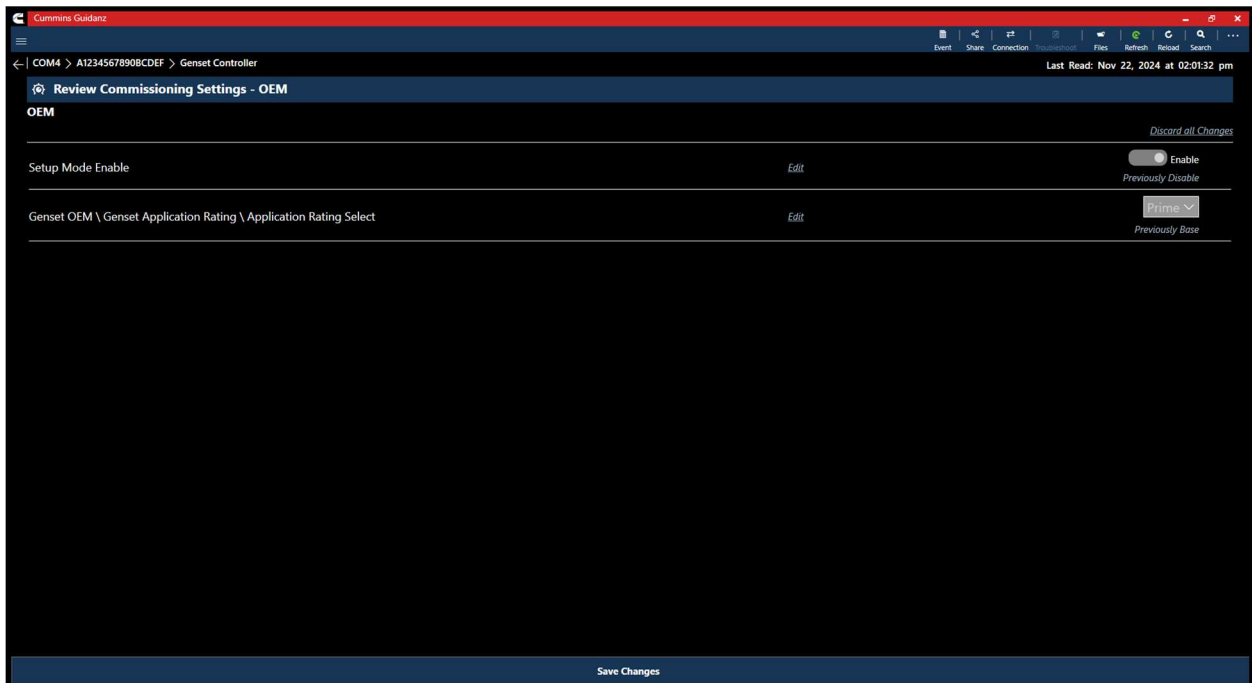 Cummins Guidanz
Event Share Connection Troubleshoot Files Refresh Reload Search
COM4 > A1234567890BCDEF > Genset Controller
Last Read: Nov 22, 2024 at 02:01:32 pm
Review Commissioning Settings - OEM
OEM
Discard all Changes
Setup Mode Enable Edit Enable
Previously Disable
Genset OEM \ Genset Application Rating \ Application Rating Select Edit Prime
Previously Base
Save Changes